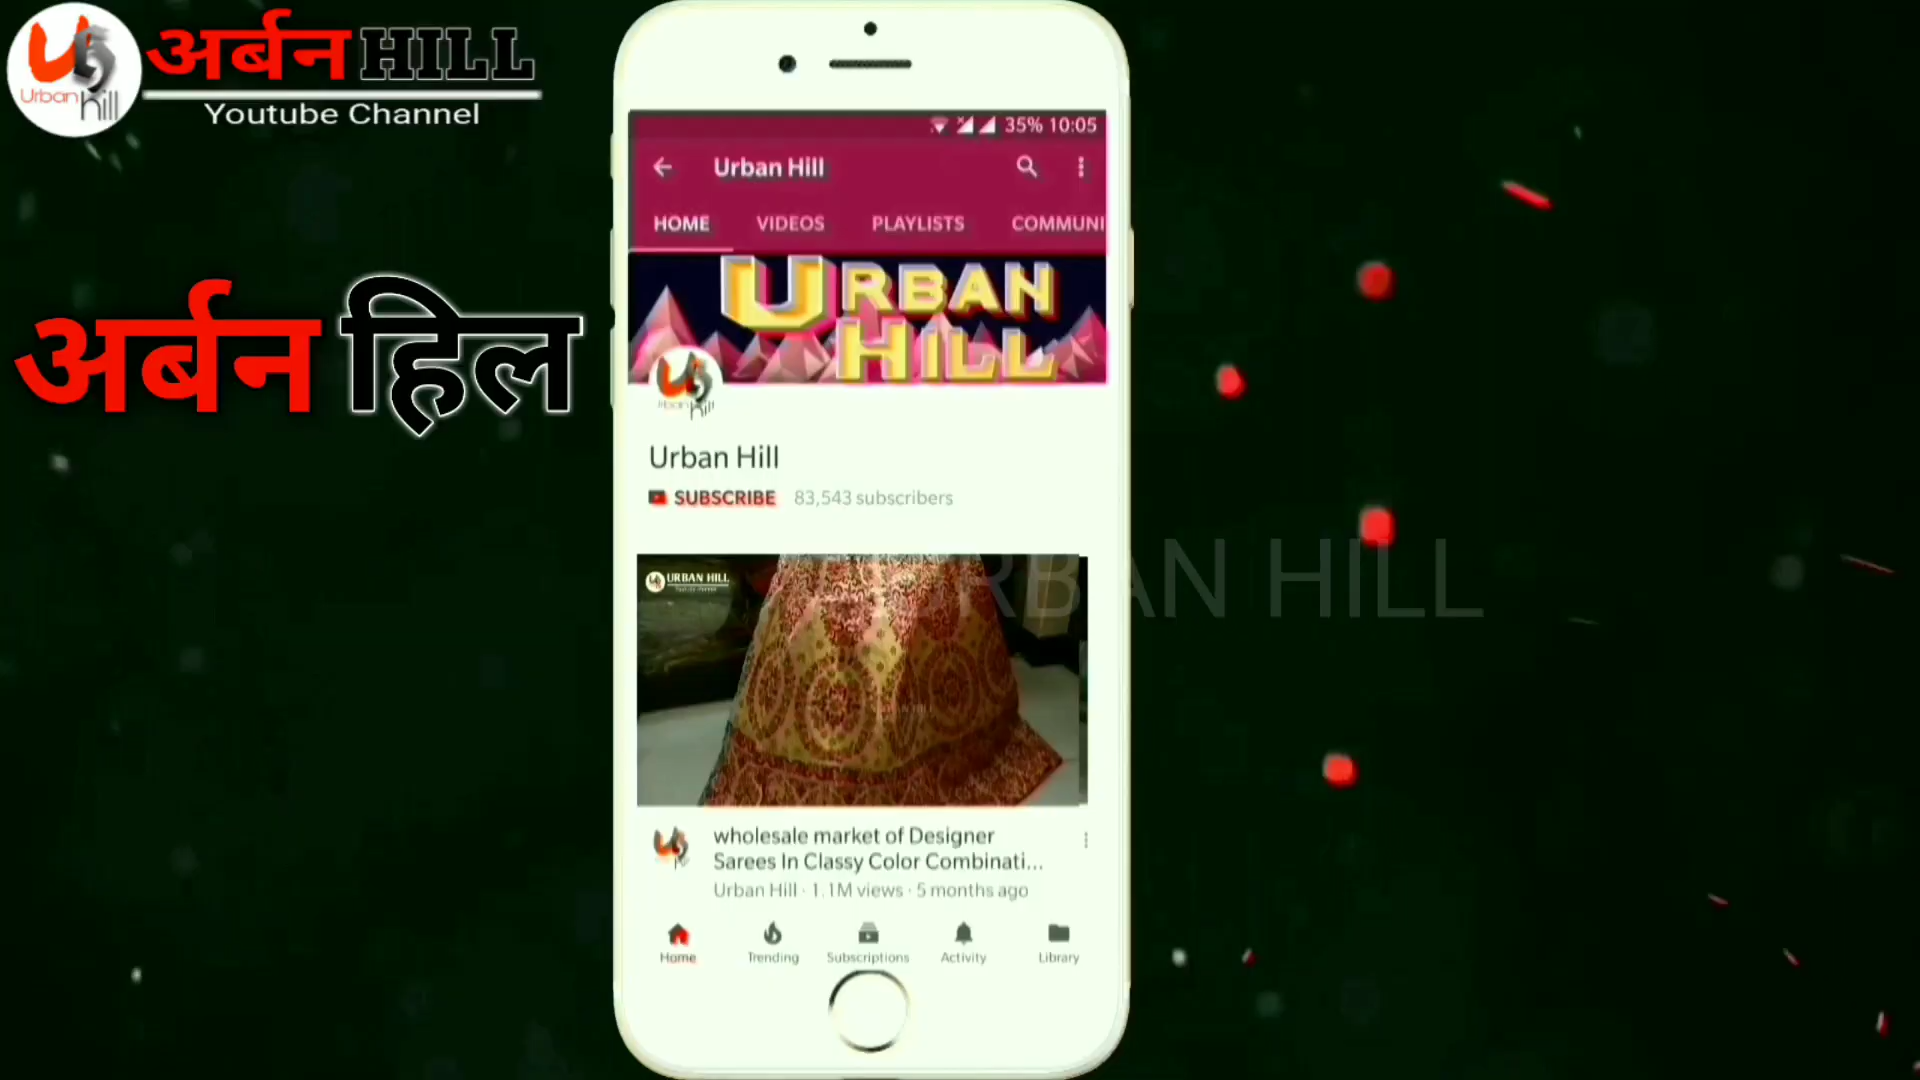 Urban hill
अर्बन HILL
Youtube Channel
अर्बन हिल
35% 10:05
Urban Hill
HOME VIDEOS PLAYLISTS COMMUNI
URBAN
HILL
Urban Hill
SUBSCRIBE 83,543 subscribers
URBAN HILL
URBAN HILL
wholesale market of Designer
Sarees In Classy Color Combinati...
Urban Hill · 1.1M views · 5 months ago
Home Trending Subscriptions Activity Library